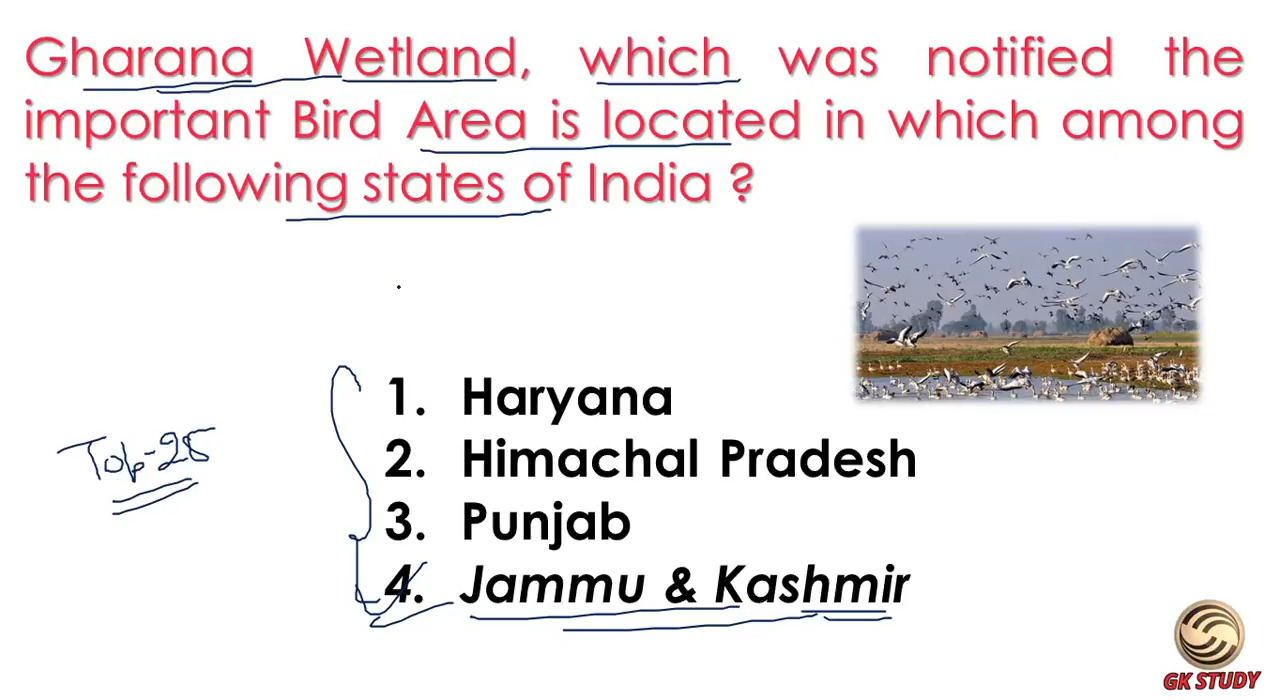 Gharana Wetland, which was notified the
important Bird Area is located in which among
the following states of India ?
1. Haryana
2. Himachal Pradesh
Top-25
3. Punjab
4. Jammu & Kashmir
GK STUDY